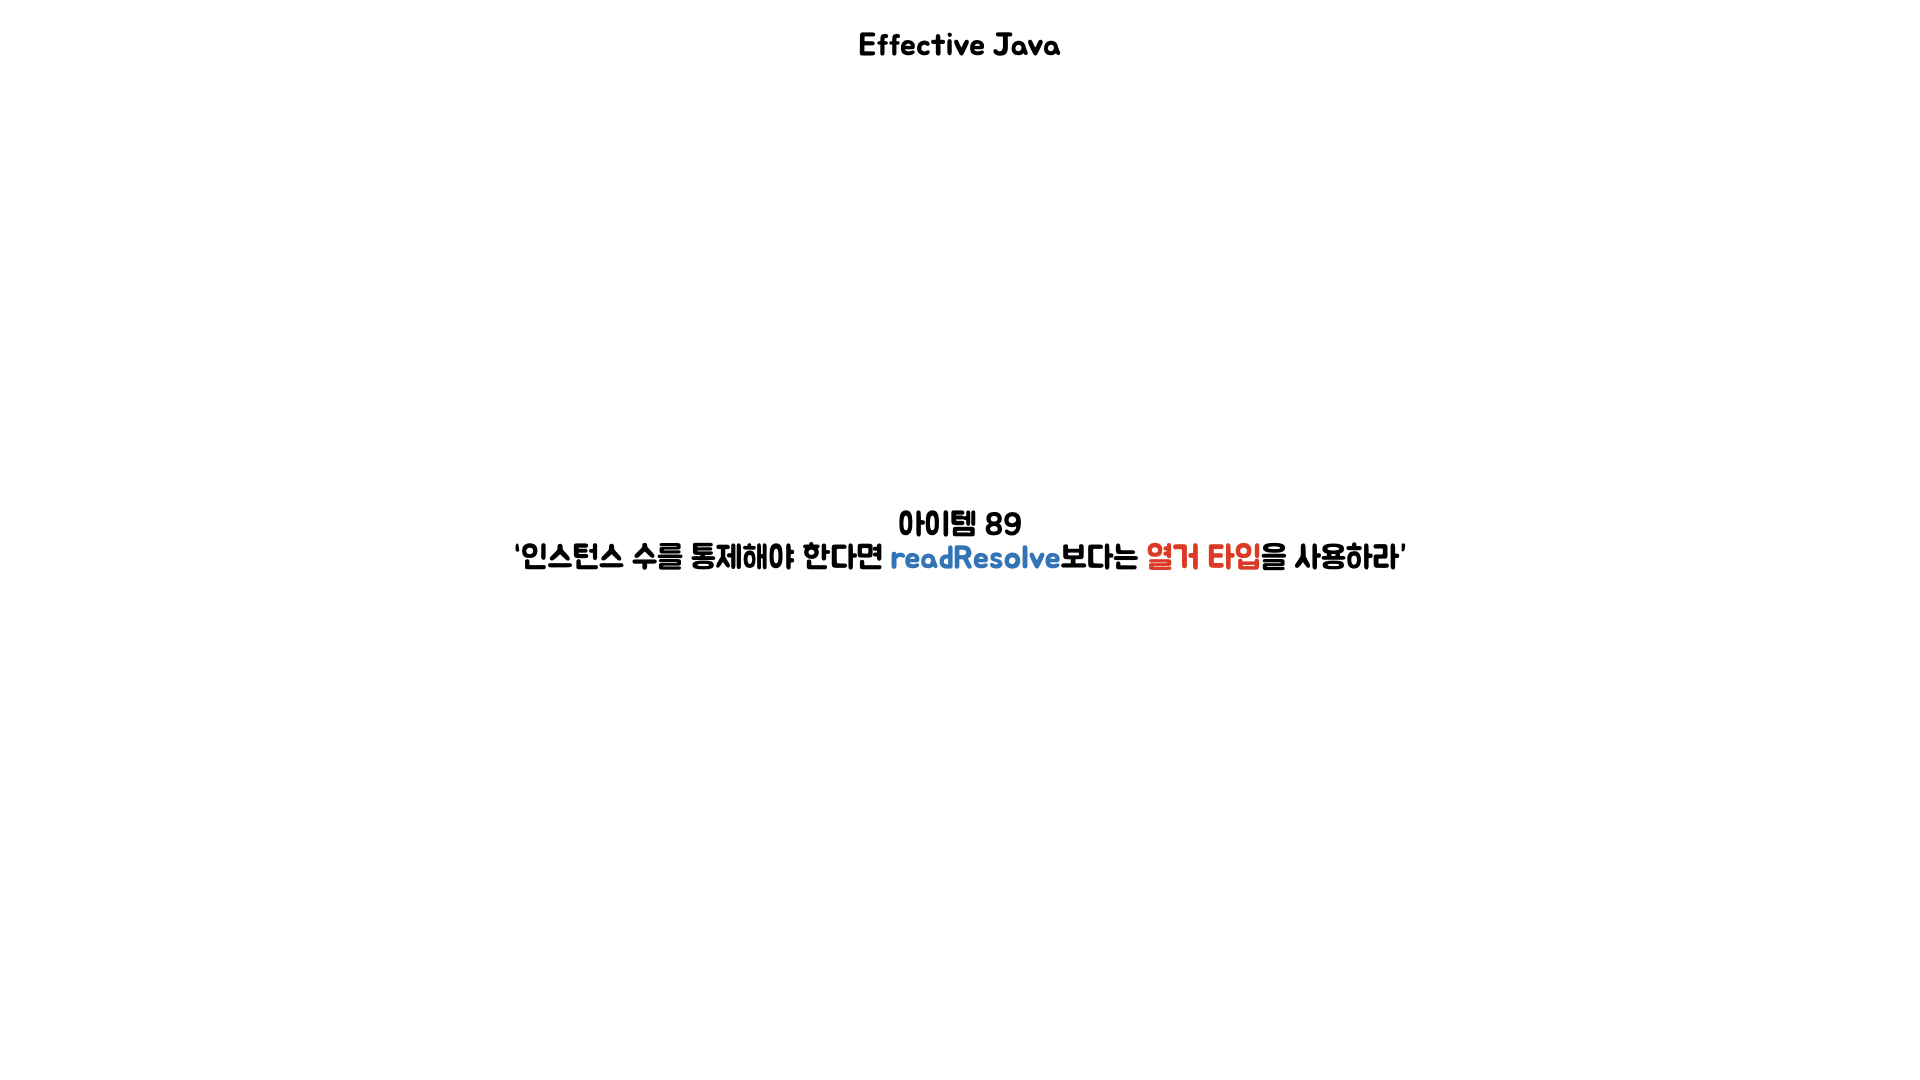 Effective Java
아이템 89
‘인스턴스 수를 통제해야 한다면 readResolve보다는 열거 타입을 사용하라’